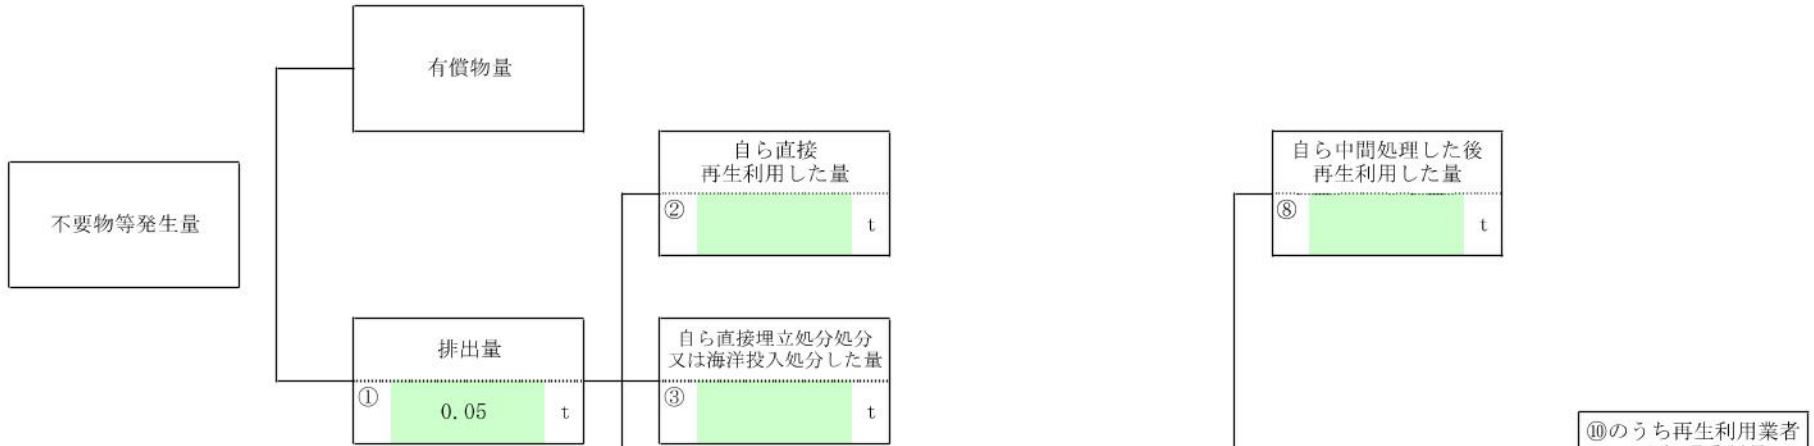 有償物量
自ら直接
再生利用した量
② t
自ら中間処理した後
再生利用した量
⑧ t
不要物等発生量
排出量
① 0.05 t
自ら直接埋立処分処分
又は海洋投入処分した量
③ t
⑩のうち再生利用業者